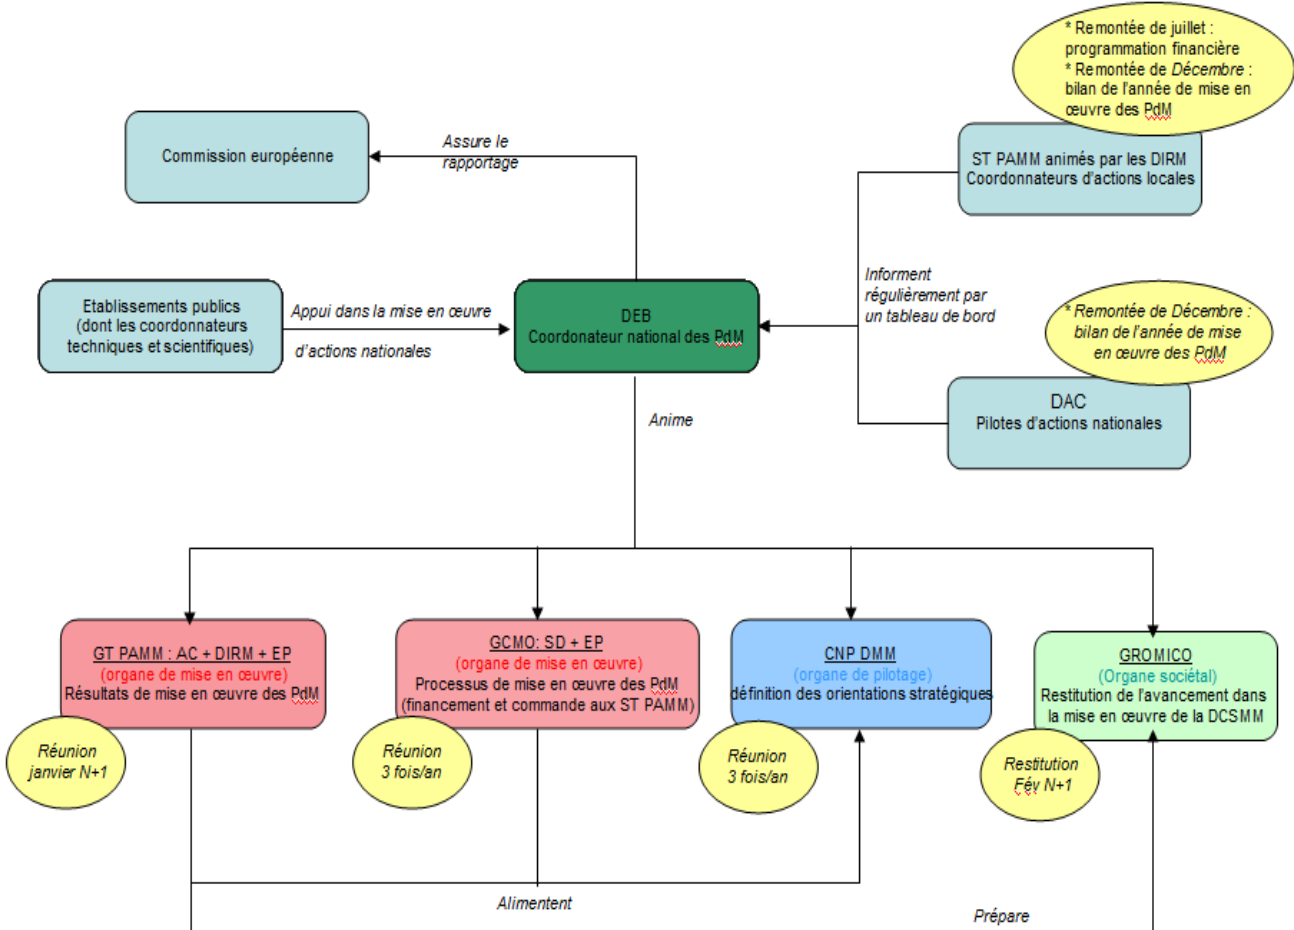 * Remontée de juillet :
programmation financière
* Remontée de Décembre :
bilan de l'année de mise en
œuvre des PdM
Commission européenne
Assure le
rapportage
ST PAMM animés par les DIRM
Coordonnateurs d'actions locales
Etablissements publics
(dont les coordonnateurs
techniques et scientifiques)
Appui dans la mise en œuvre
d'actions nationales
DEB
Coordonateur national des PdM
Informent
régulièrement par
un tableau de bord
* Remontée de Décembre :
bilan de l'année de mise
en œuvre des PdM
DAC
Pilotes d'actions nationales
Anime
GT PAMM : AC + DIRM + EP
(organe de mise en œuvre)
Résultats de mise en œuvre des PdM
Réunion
janvier N+1
GCMO: SD + EP
(organe de mise en œuvre)
Processus de mise en œuvre des PdM
(financement et commande aux ST PAMM)
Réunion
3 fois/an
CNP DMM
(organe de pilotage)
définition des orientations stratégiques
Réunion
3 fois/an
GROMICO
(Organe sociétal)
Restitution de l'avancement dans
la mise en œuvre de la DCSMM
Restitution
Fév N+1
Alimentent
Prépare